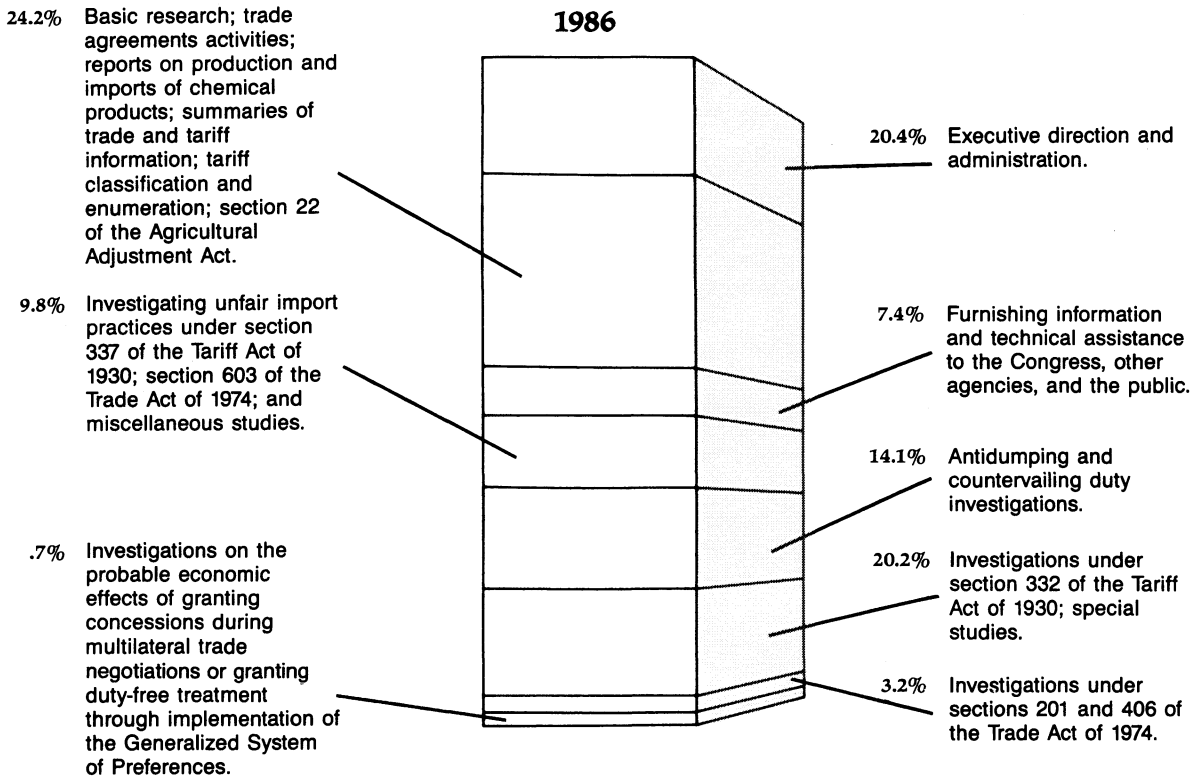 1986
24.2% Basic research; trade
agreements activities;
reports on production and
imports of chemical
products; summaries of
trade and tariff
information; tariff
classification and
enumeration; section 22
of the Agricultural
Adjustment Act.
9.8% Investigating unfair import
practices under section
337 of the Tariff Act of
1930; section 603 of the
Trade Act of 1974; and
miscellaneous studies.
.7% Investigations on the
probable economic
effects of granting
concessions during
multilateral trade
negotiations or granting
duty-free treatment
through implementation of
the Generalized System
of Preferences.
20.4% Executive direction and
administration.
7.4% Furnishing information
and technical assistance
to the Congress, other
agencies, and the public.
14.1% Antidumping and
countervailing duty
investigations.
20.2% Investigations under
section 332 of the Tariff
Act of 1930; special
studies.
3.2% Investigations under
sections 201 and 406 of
the Trade Act of 1974.